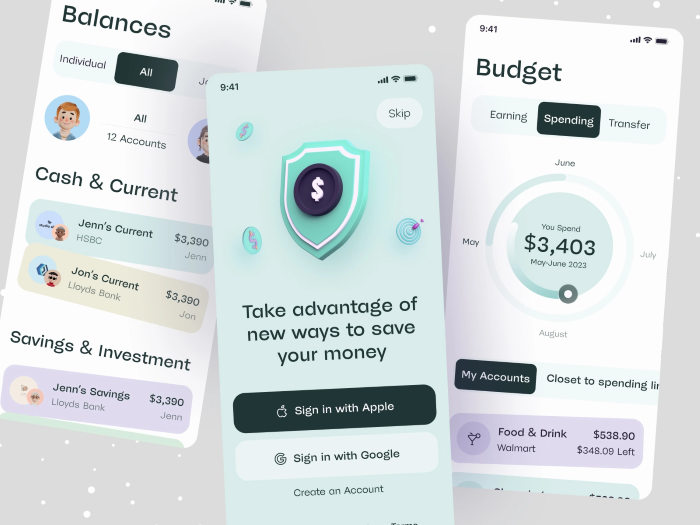 Balances
Individual
All
All
12 Accounts
Cash & Current
Jenn's Current
$3,390
HSBC
Jenn
Jon's Current
$3,390
Lloyds Bank
Jon
Savings & Investment
Jenn's Savings
$3,390
Lloyds Bank
Jenn
9:41
Skip
$
$
Take advantage of
new ways to save
your money
Sign in with Apple
Sign in with Google
Create an Account
Terms
9:41
Budget
Earning
Spending
Transfer
June
May
You Spend
$3,403
May-June 2023
July
August
My Accounts
Closet to spending lim
Food & Drink
$538.90
Walmart
$348.09 Left